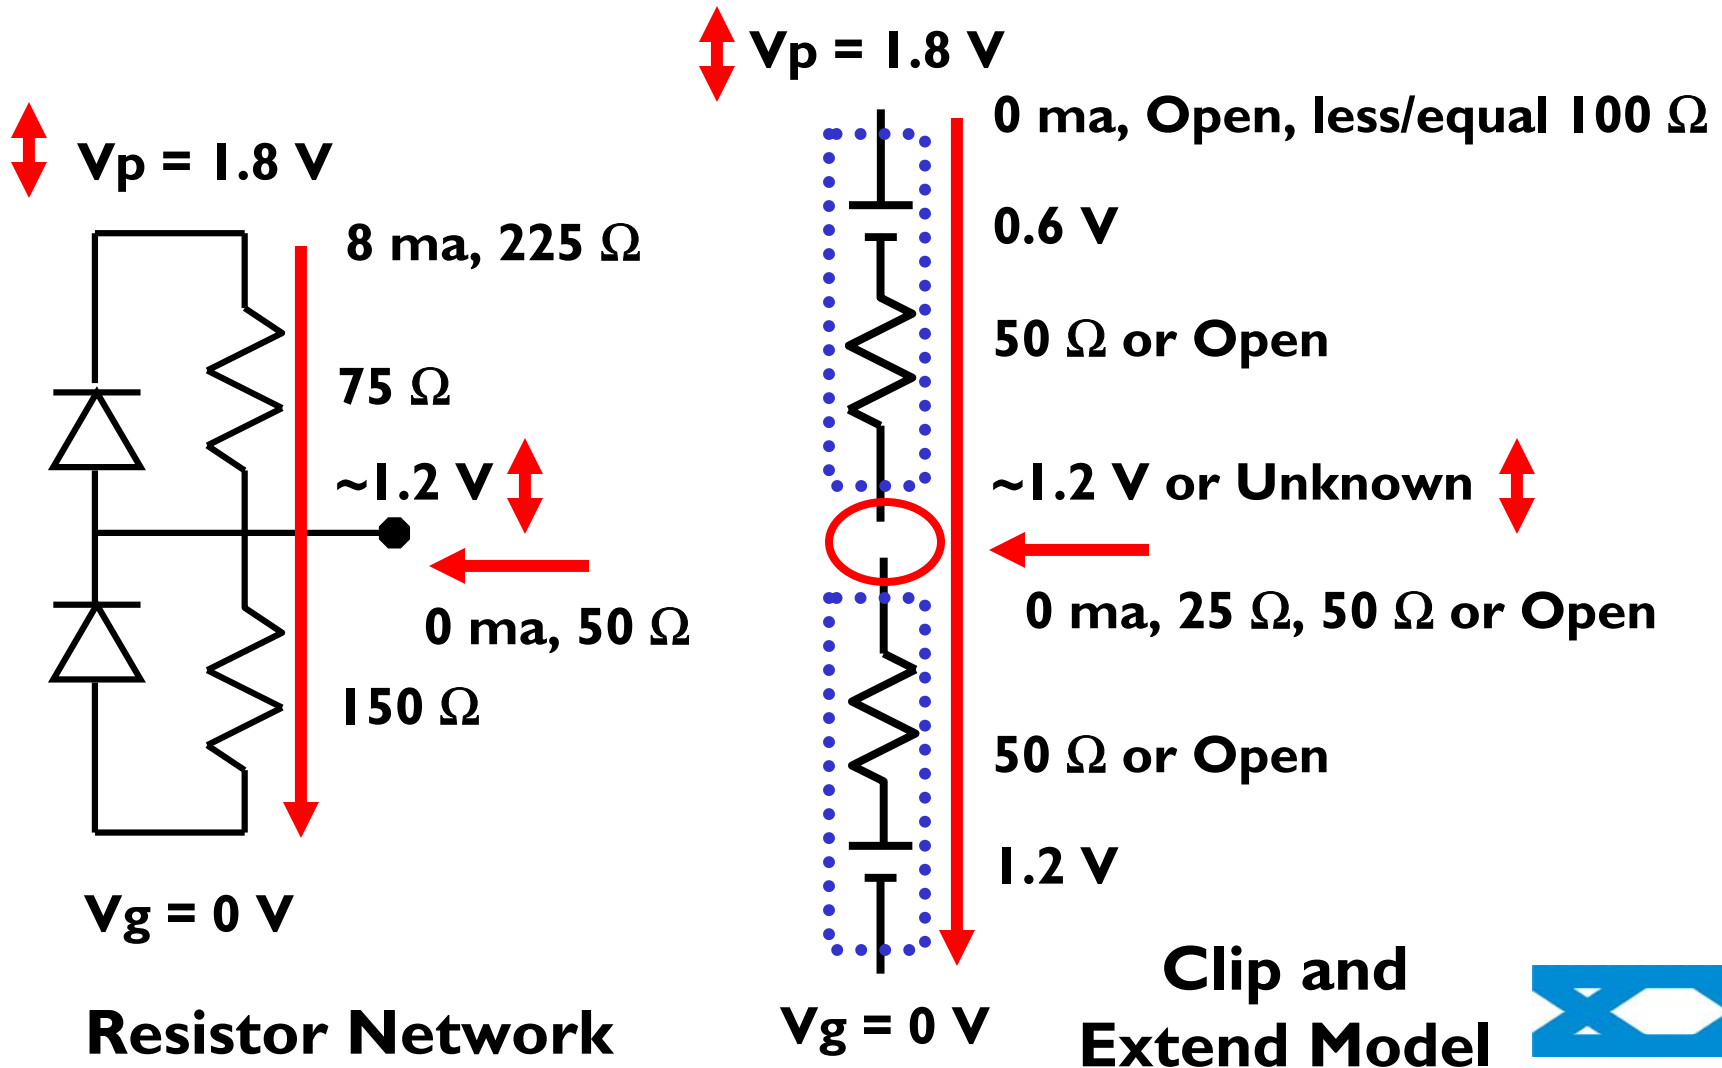 Vp = 1.8 V
8 ma, 225 Ω
75 Ω
~1.2 V
0 ma, 50 Ω
150 Ω
Vg = 0 V
Resistor Network
Vp = 1.8 V
0 ma, Open, less/equal 100 Ω
0.6 V
50 Ω or Open
~1.2 V or Unknown
0 ma, 25 Ω, 50 Ω or Open
50 Ω or Open
1.2 V
Vg = 0 V
Clip and
Extend Model